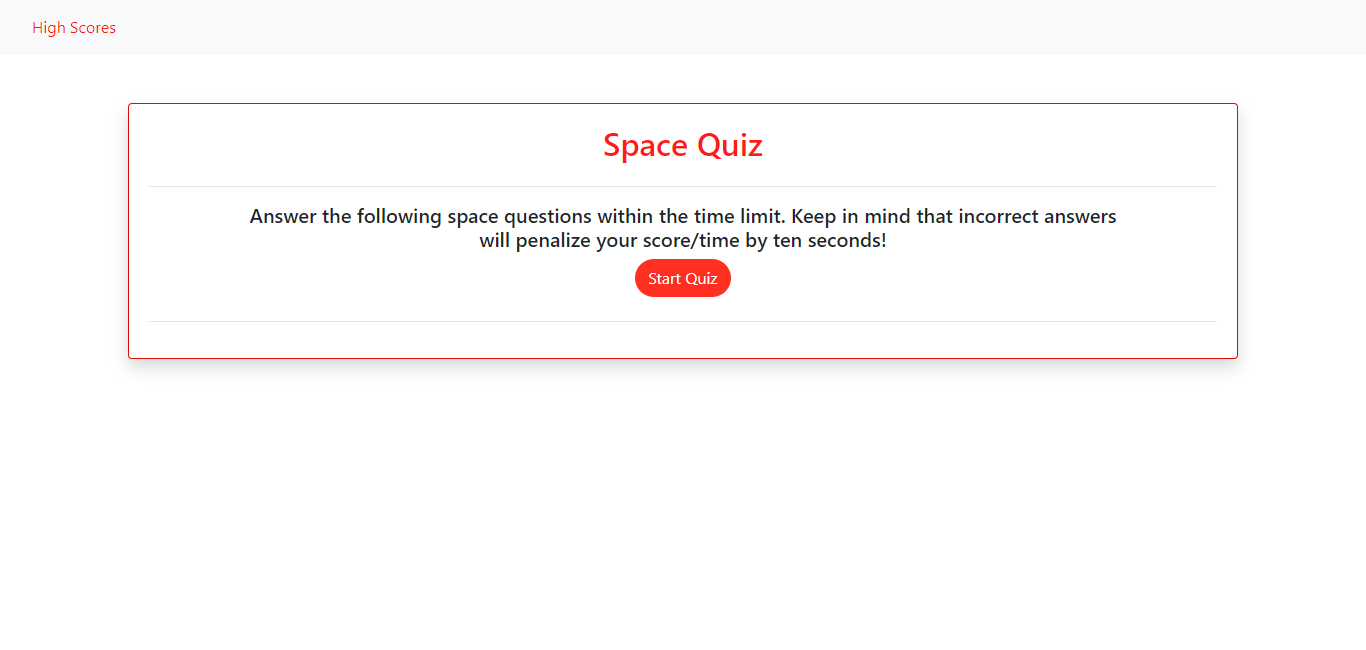 High Scores
Space Quiz
Answer the following space questions within the time limit. Keep in mind that incorrect answers
will penalize your score/time by ten seconds!
Start Quiz